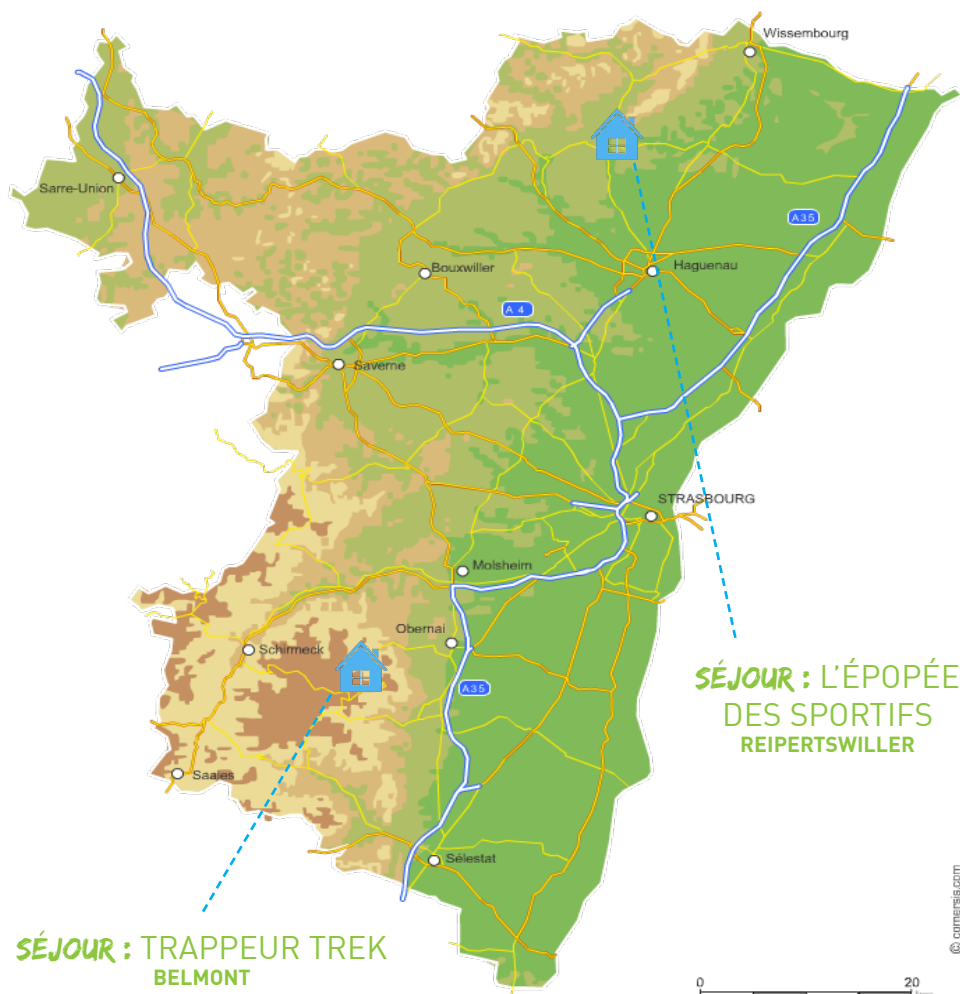 Wissembourg
Sarre-Union
A35
Haguenau
Bouxwiller
A 4
Saverne
STRASBOURG
Molsheim
Obernai
Schirmeck
A35
SÉJOUR : L'ÉPOPÉE
DES SPORTIFS
REIPERTSWILLER
Saales
Sélestat
SÉJOUR : TRAPPEUR TREK
BELMONT
© comersis.com
0 20